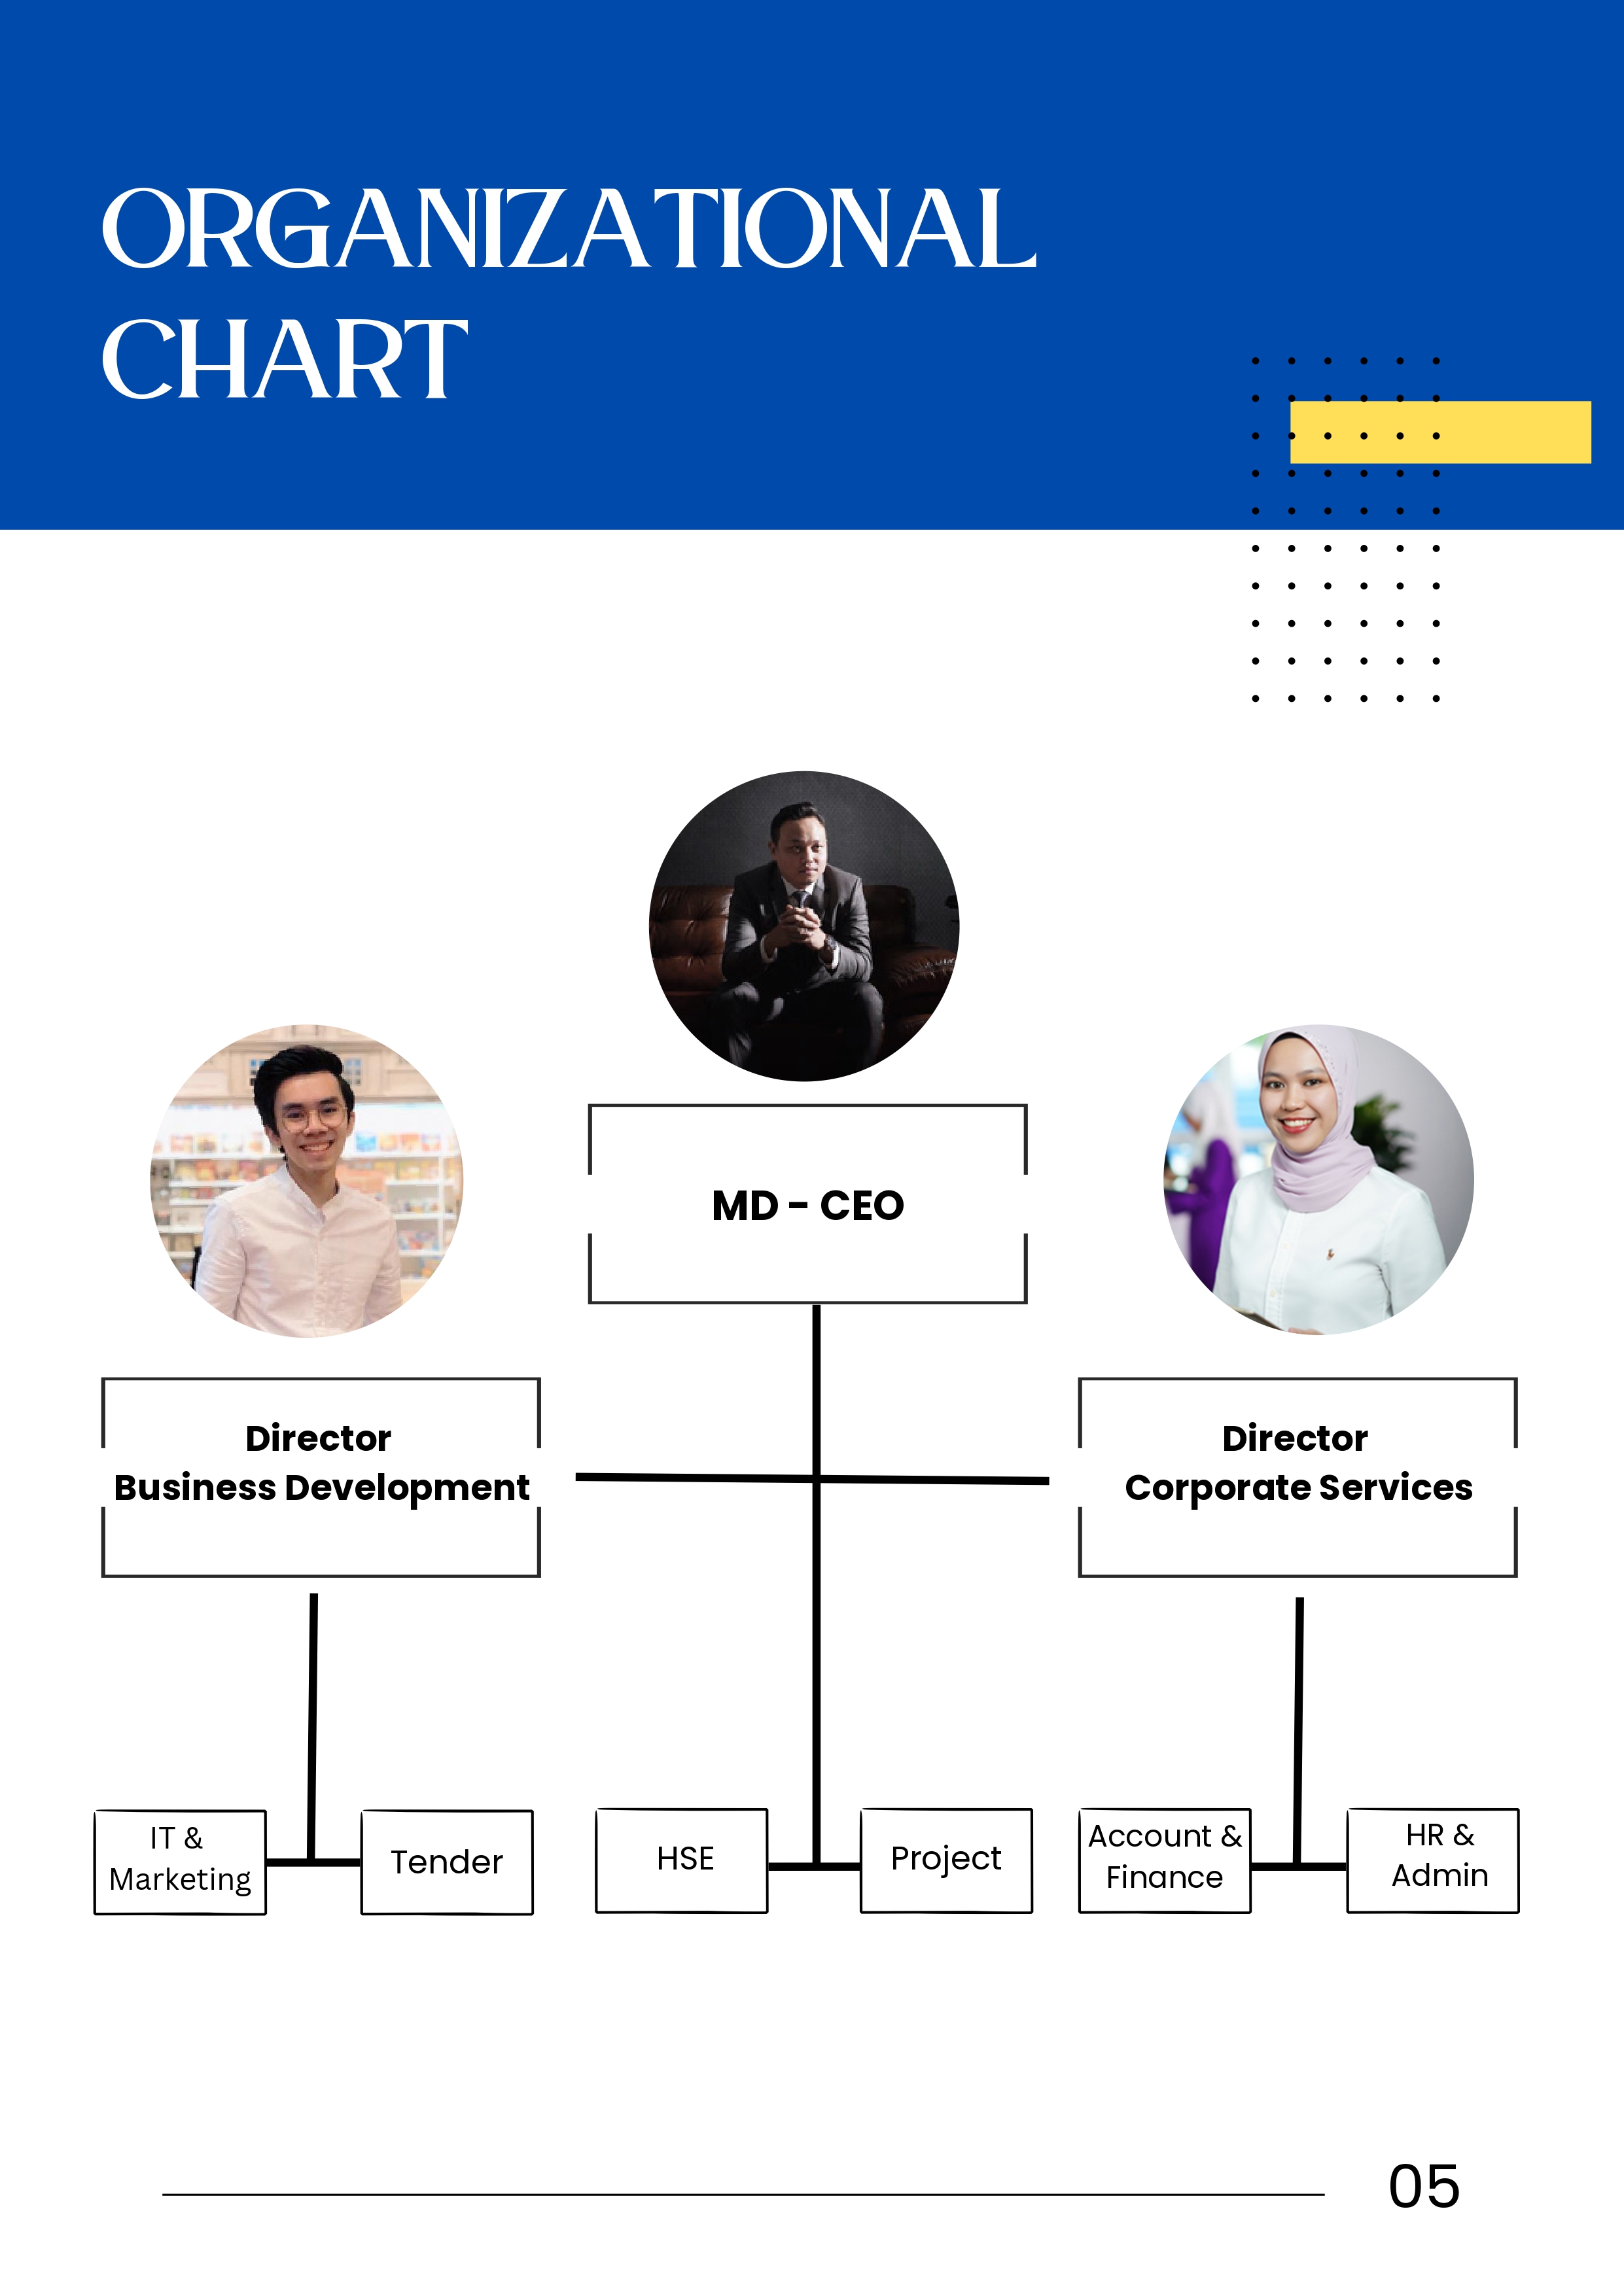 ORGANIZATIONAL
CHART
MD - CEO
Director
Business Development
Director
Corporate Services
IT &
Marketing
Tender
HSE
Project
Account &
Finance
HR &
Admin
05